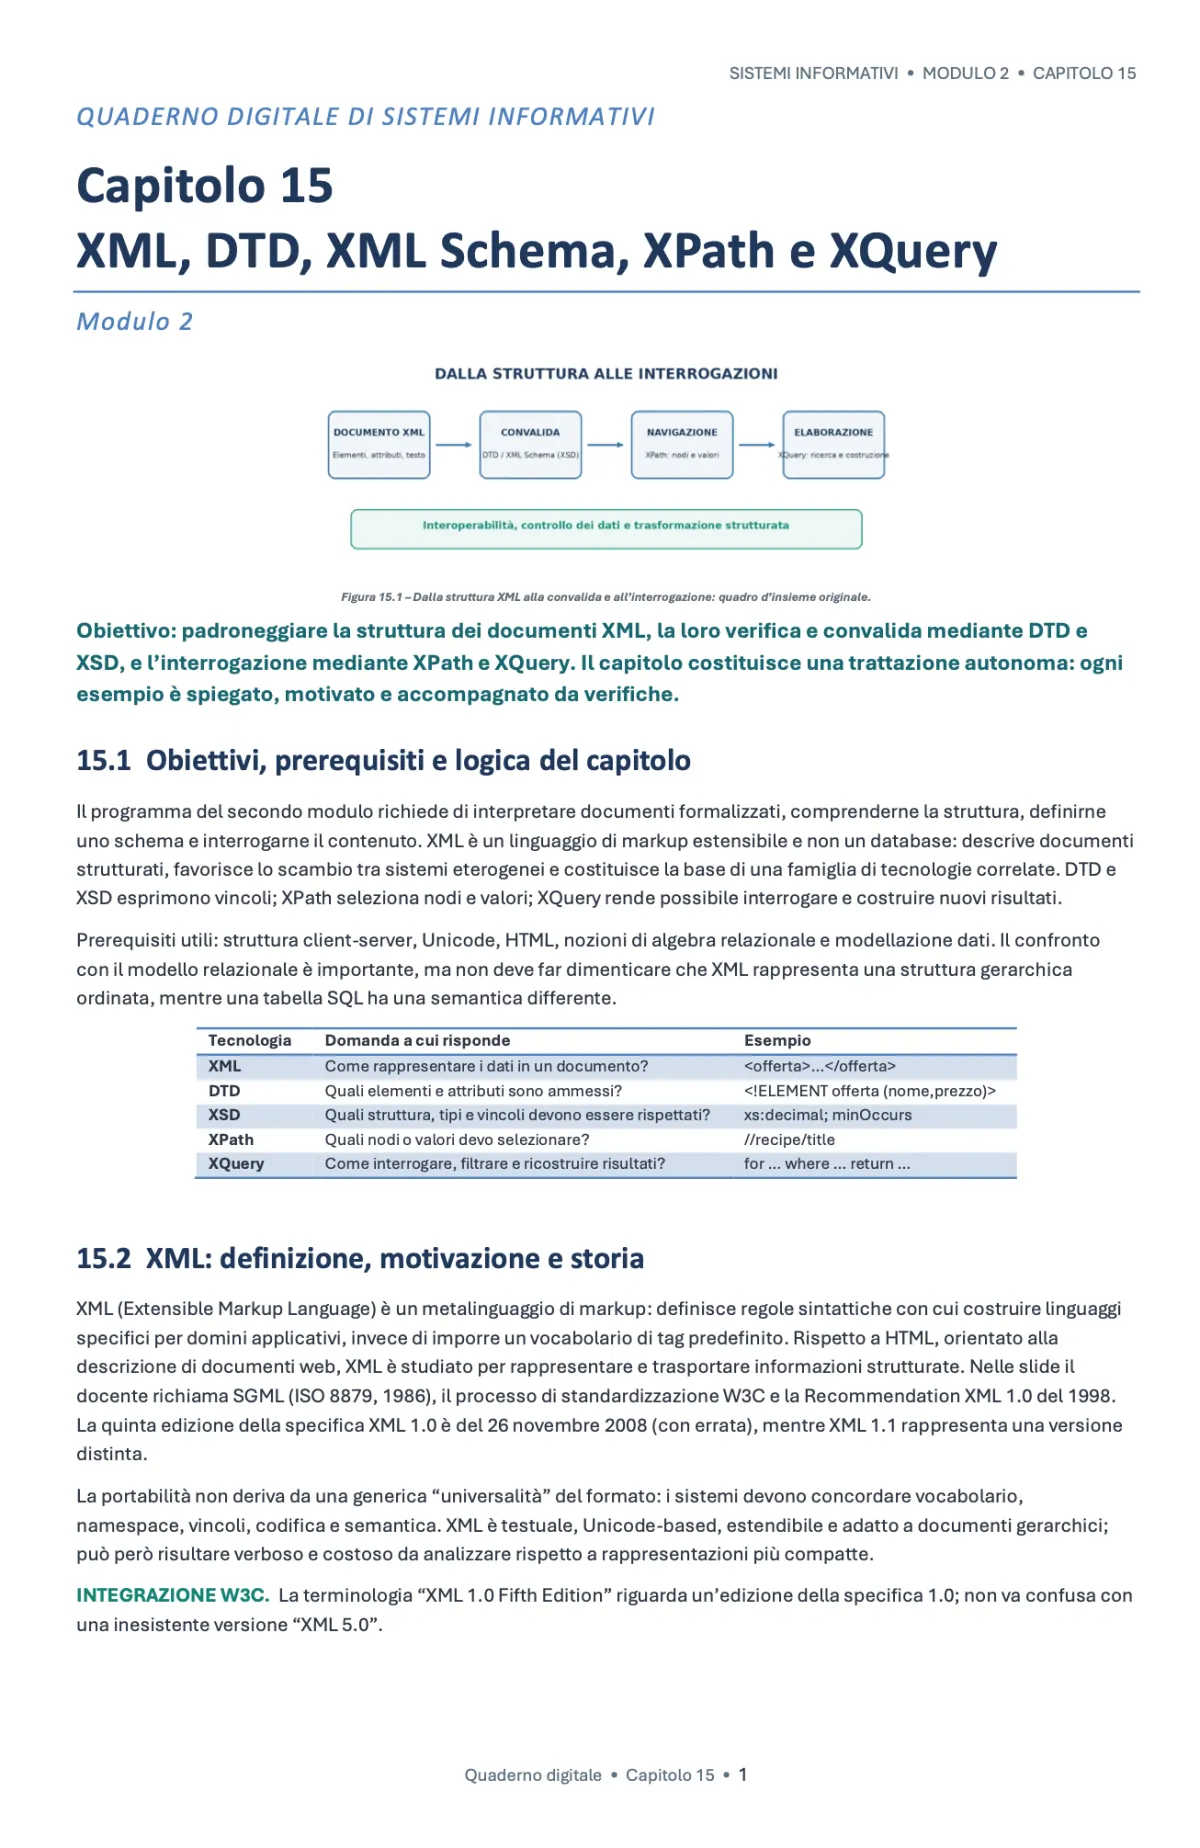 SISTEMI INFORMATIVI • MODULO 2 • CAPITOLO 15
QUADERNO DIGITALE DI SISTEMI INFORMATIVI
Capitolo 15
XML, DTD, XML Schema, XPath e XQuery
Modulo 2
DALLA STRUTTURA ALLE INTERROGAZIONI
DOCUMENTO XML
Elementi, attributi, testo
CONVALIDA
DTD / XML Schema (XSD)
NAVIGAZIONE
XPath: nodi e valori
ELABORAZIONE
XQuery: ricerca e costruzione
Interoperabilità, controllo dei dati e trasformazione strutturata
Figura 15.1 – Dalla struttura XML alla convalida e all’interrogazione: quadro d’insieme originale.
Obiettivo: padroneggiare la struttura dei documenti XML, la loro verifica e convalida mediante DTD e
XSD, e l’interrogazione mediante XPath e XQuery. Il capitolo costituisce una trattazione autonoma: ogni
esempio è spiegato, motivato e accompagnato da verifiche.
15.1 Obiettivi, prerequisiti e logica del capitolo
Il programma del secondo modulo richiede di interpretare documenti formalizzati, comprenderne la struttura, definirne
uno schema e interrogarne il contenuto. XML è un linguaggio di markup estensibile e non un database: descrive documenti
strutturati, favorisce lo scambio tra sistemi eterogenei e costituisce la base di una famiglia di tecnologie correlate. DTD e
XSD esprimono vincoli; XPath seleziona nodi e valori; XQuery rende possibile interrogare e costruire nuovi risultati.
Prerequisiti utili: struttura client-server, Unicode, HTML, nozioni di algebra relazionale e modellazione dati. Il confronto
con il modello relazionale è importante, ma non deve far dimenticare che XML rappresenta una struttura gerarchica
ordinata, mentre una tabella SQL ha una semantica differente.
Tecnologia Domanda a cui risponde Esempio
XML Come rappresentare i dati in un documento? <offerta>...</offerta>
DTD Quali elementi e attributi sono ammessi? <!ELEMENT offerta (nome,prezzo)>
XSD Quali struttura, tipi e vincoli devono essere rispettati? xs:decimal; minOccurs
XPath Quali nodi o valori devo selezionare? //recipe/title
XQuery Come interrogare, filtrare e ricostruire risultati? for ... where ... return ...
15.2 XML: definizione, motivazione e storia
XML (Extensible Markup Language) è un metalinguaggio di markup: definisce regole sintattiche con cui costruire linguaggi
specifici per domini applicativi, invece di imporre un vocabolario di tag predefinito. Rispetto a HTML, orientato alla
descrizione di documenti web, XML è studiato per rappresentare e trasportare informazioni strutturate. Nelle slide il
docente richiama SGML (ISO 8879, 1986), il processo di standardizzazione W3C e la Recommendation XML 1.0 del 1998.
La quinta edizione della specifica XML 1.0 è del 26 novembre 2008 (con errata), mentre XML 1.1 rappresenta una versione
distinta.
La portabilità non deriva da una generica “universalità” del formato: i sistemi devono concordare vocabolario,
namespace, vincoli, codifica e semantica. XML è testuale, Unicode-based, estendibile e adatto a documenti gerarchici;
può però risultare verboso e costoso da analizzare rispetto a rappresentazioni più compatte.
INTEGRAZIONE W3C. La terminologia “XML 1.0 Fifth Edition” riguarda un’edizione della specifica 1.0; non va confusa con
una inesistente versione “XML 5.0”.
Quaderno digitale • Capitolo 15 • 1